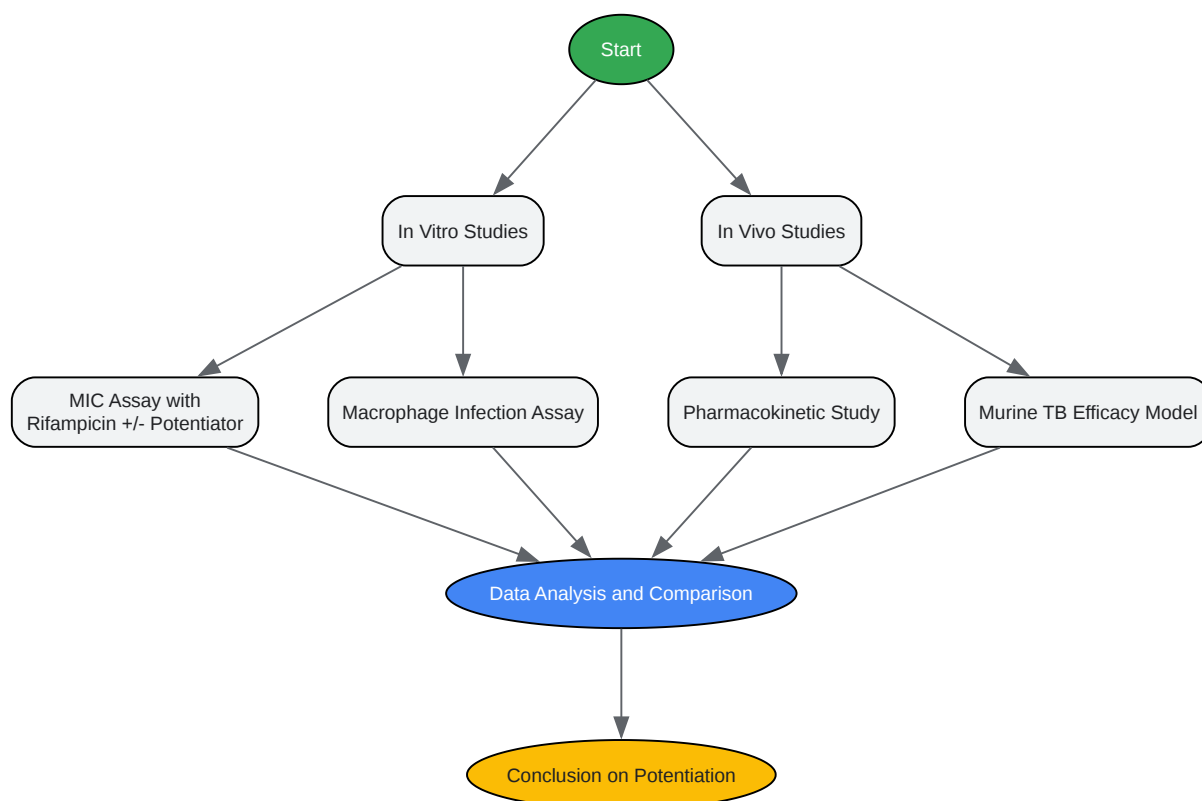 Start
In Vitro Studies
In Vivo Studies
MIC Assay with
Rifampicin +/- Potentiator
Macrophage Infection Assay
Pharmacokinetic Study
Murine TB Efficacy Model
Data Analysis and Comparison
Conclusion on Potentiation